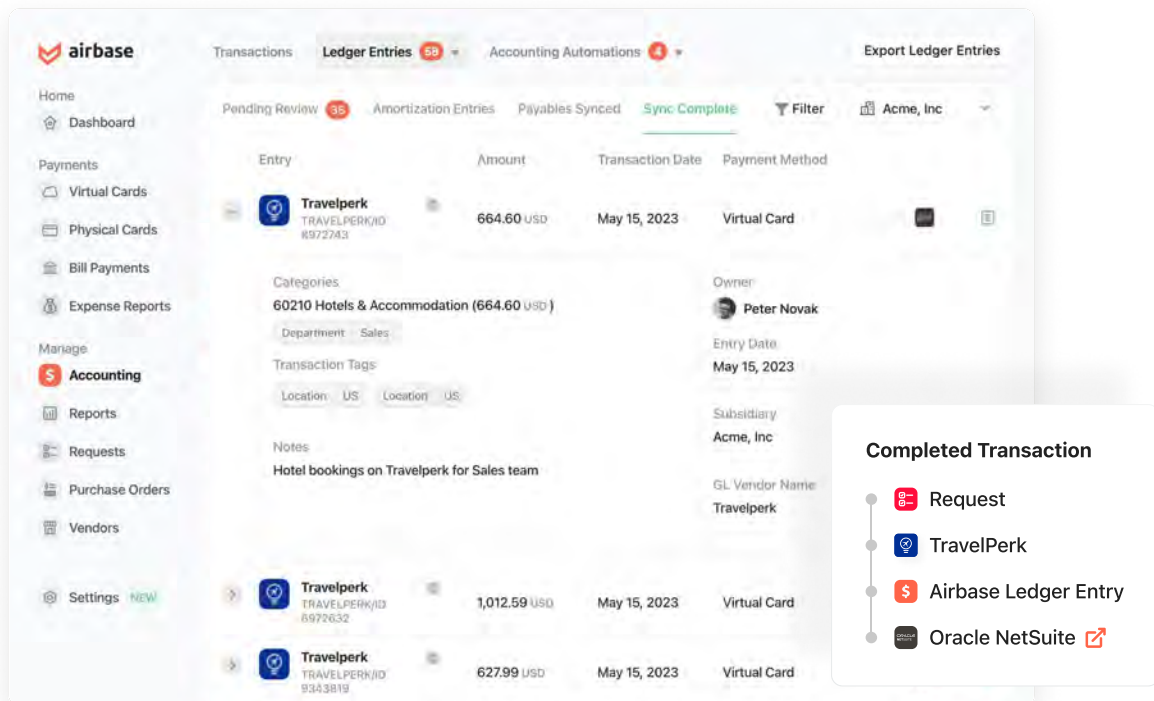 airbase
Transactions
Ledger Entries 58
Accounting Automations 4
Export Ledger Entries
Home
Dashboard
Payments
Virtual Cards
Physical Cards
Bill Payments
Expense Reports
Manage
Accounting
Reports
Requests
Purchase Orders
Vendors
Settings NEW
Pending Review 35
Amortization Entries
Payables Synced
Sync Complete
Filter
Acme, Inc
Entry Amount Transaction Date Payment Method
Travelperk
TRAVELPERK/ID
K972743
664.60 USD
May 15, 2023
Virtual Card
Categories
60210 Hotels & Accommodation (664.60 USD )
Department Sales
Transaction Tags
Location US Location US
Notes
Hotel bookings on Travelperk for Sales team
Owner
Peter Novak
Entry Date
May 15, 2023
Subsidiary
Acme, Inc
GL Vendor Name
Travelperk
Travelperk
TRAVELPERK/ID
6972632
1,012.59 USD
May 15, 2023
Virtual Card
Travelperk
TRAVELPERK/ID
9343819
627.99 USD
May 15, 2023
Virtual Card
Completed Transaction
Request
TravelPerk
Airbase Ledger Entry
Oracle NetSuite